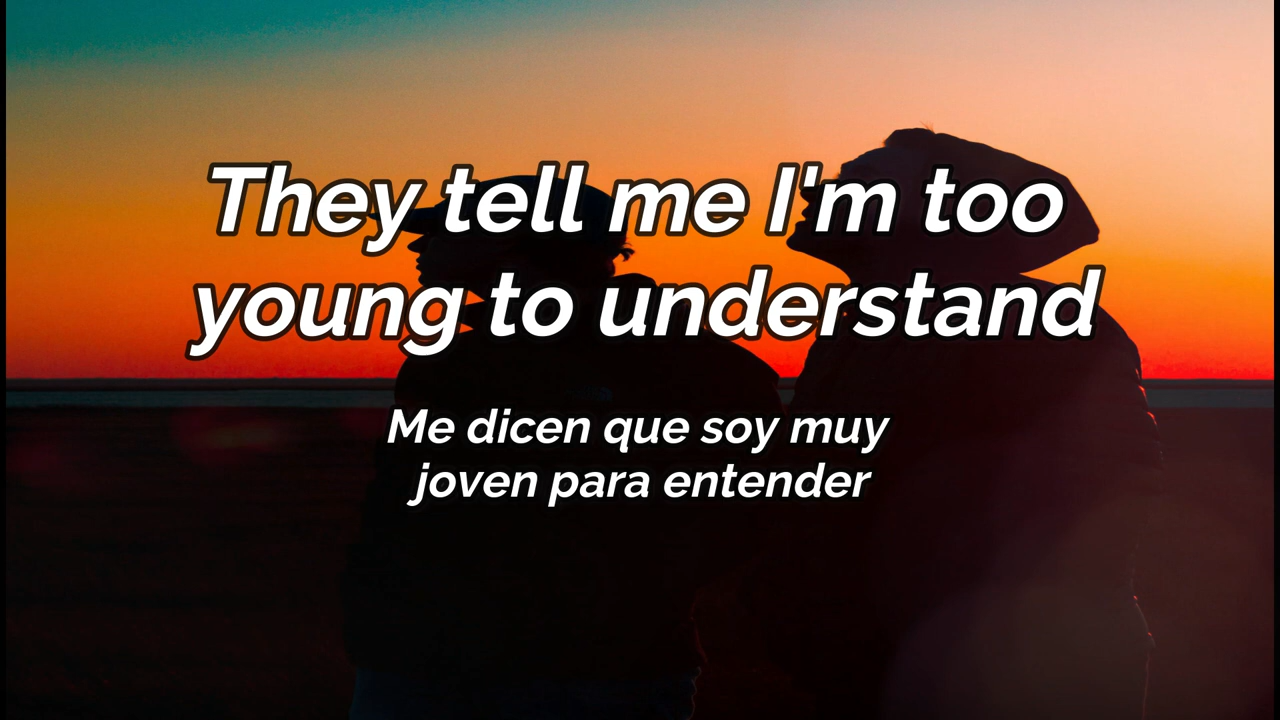 They tell me I'm too
young to understand
Me dicen que soy muy
joven para entender